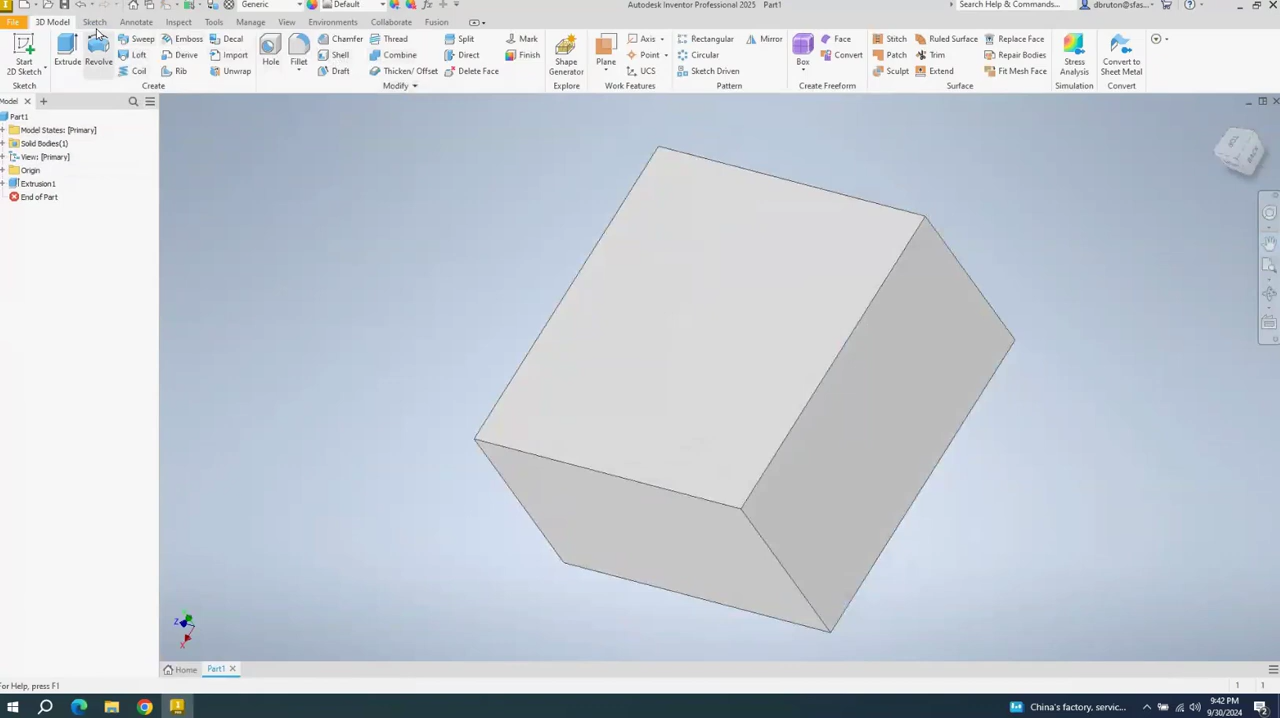 Generic Default Autodesk Inventor Professional 2025 Part1 Search Help & Commands... dbruton@sfas...
File 3D Model Sketch Annotate Inspect Tools Manage View Environments Collaborate Fusion
Start 2D Sketch
Extrude
Revolve
Sweep Emboss Decal
Loft Derive Import
Coil Rib Unwrap
Hole
Fillet
Chamfer Thread Split Mark
Shell Combine Direct Finish
Draft Thicken/ Offset Delete Face
Shape Generator
Plane
Axis
Point
UCS
Rectangular Mirror
Circular
Sketch Driven
Box
Face
Convert
Stitch Ruled Surface Replace Face
Patch Trim Repair Bodies
Sculpt Extend Fit Mesh Face
Stress Analysis
Convert to Sheet Metal
Sketch Create Modify Explore Work Features Pattern Create Freeform Surface Simulation Convert
Model
Part1
Model States: [Primary]
Solid Bodies(1)
View: [Primary]
Origin
Extrusion1
End of Part
Z
X
Home Part1
For Help, press F1
1 1
China's factory, servic...
9:42 PM
9/30/2024
2